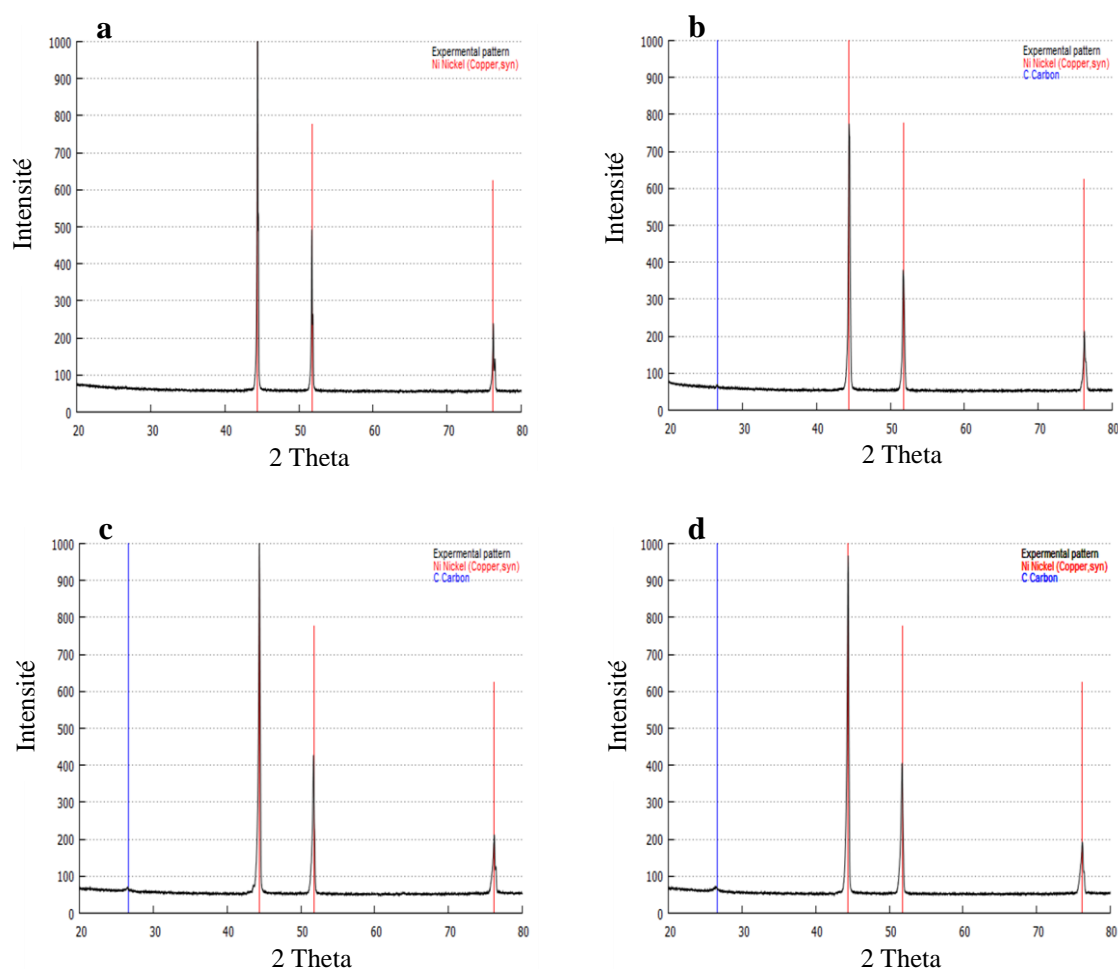 a
1000
900
800
700
600
500
400
300
200
100
0
Expermental pattern
Ni Nickel (Copper,syn)
Intensité
20 30 40 50 60 70 80
2 Theta
b
1000
900
800
700
600
500
400
300
200
100
0
Expermental pattern
Ni Nickel (Copper,syn)
C Carbon
Intensité
20 30 40 50 60 70 80
2 Theta
c
1000
900
800
700
600
500
400
300
200
100
0
Expermental pattern
Ni Nickel (Copper,syn)
C Carbon
Intensité
20 30 40 50 60 70 80
2 Theta
d
1000
900
800
700
600
500
400
300
200
100
0
Expermental pattern
Ni Nickel (Copper,syn)
C Carbon
Intensité
20 30 40 50 60 70 80
2 Theta